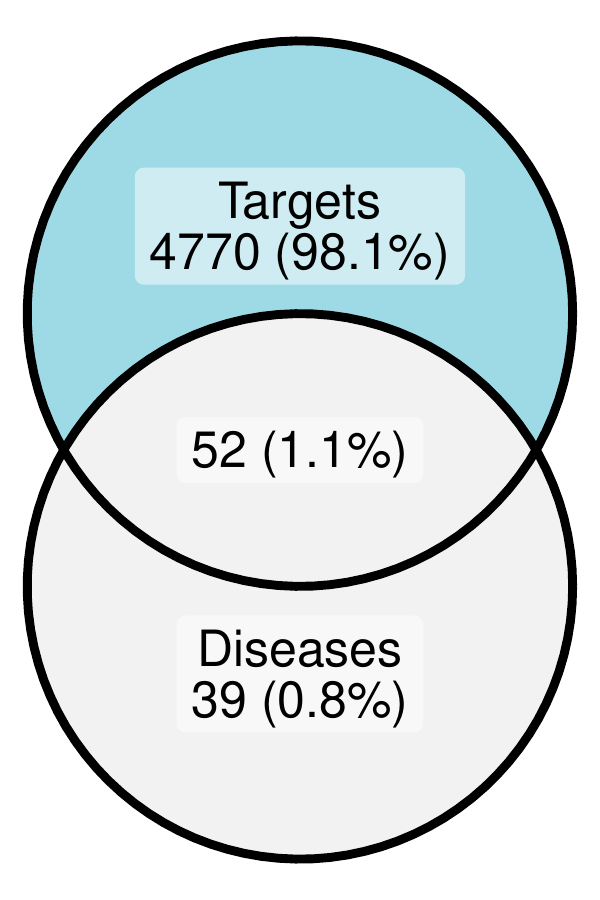 Targets
4770 (98.1%)
52 (1.1%)
Diseases
39 (0.8%)